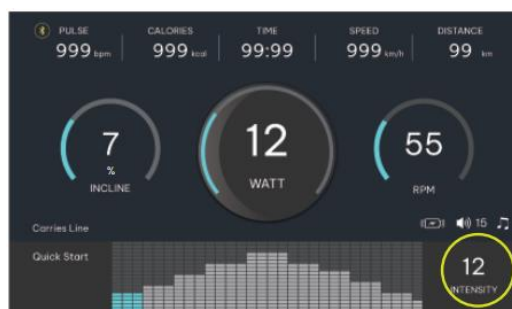 PULSE CALORIES TIME SPEED DISTANCE
999 bpm 999 kcal 99:99 999 km/h 99 km
7 12 55
%
INCLINE WATT RPM
15
Carries Line
Quick Start
12
INTENSITY